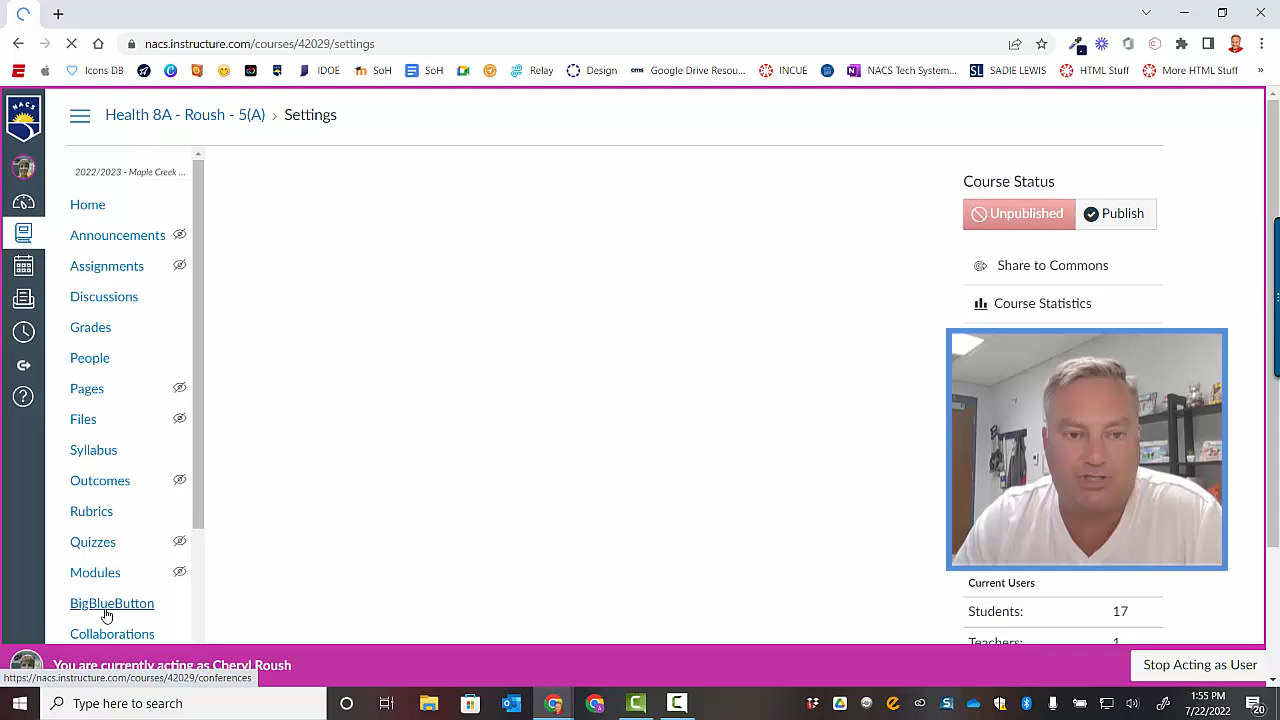 nacs.instructure.com/courses/42029/settings
Icons DB
IDOE
SoH
SoH
Relay
Design
Google Drive Resou...
INCUE
NACS Tech System...
SADIE LEWIS
HTML Stuff
More HTML Stuff
»
NACS
Health 8A - Roush - 5(A) › Settings
2022/2023 - Maple Creek ...
Home
Announcements
Assignments
Discussions
Grades
People
Pages
Files
Syllabus
Outcomes
Rubrics
Quizzes
Modules
BigBlueButton
Collaborations
Course Status
Unpublished
Publish
Share to Commons
Course Statistics
Current Users
Students: 17
Teachers: 1
You are currently acting as Cheryl Roush
Stop Acting as User
https://nacs.instructure.com/courses/42029/conferences
Type here to search
1:55 PM
7/22/2022
20